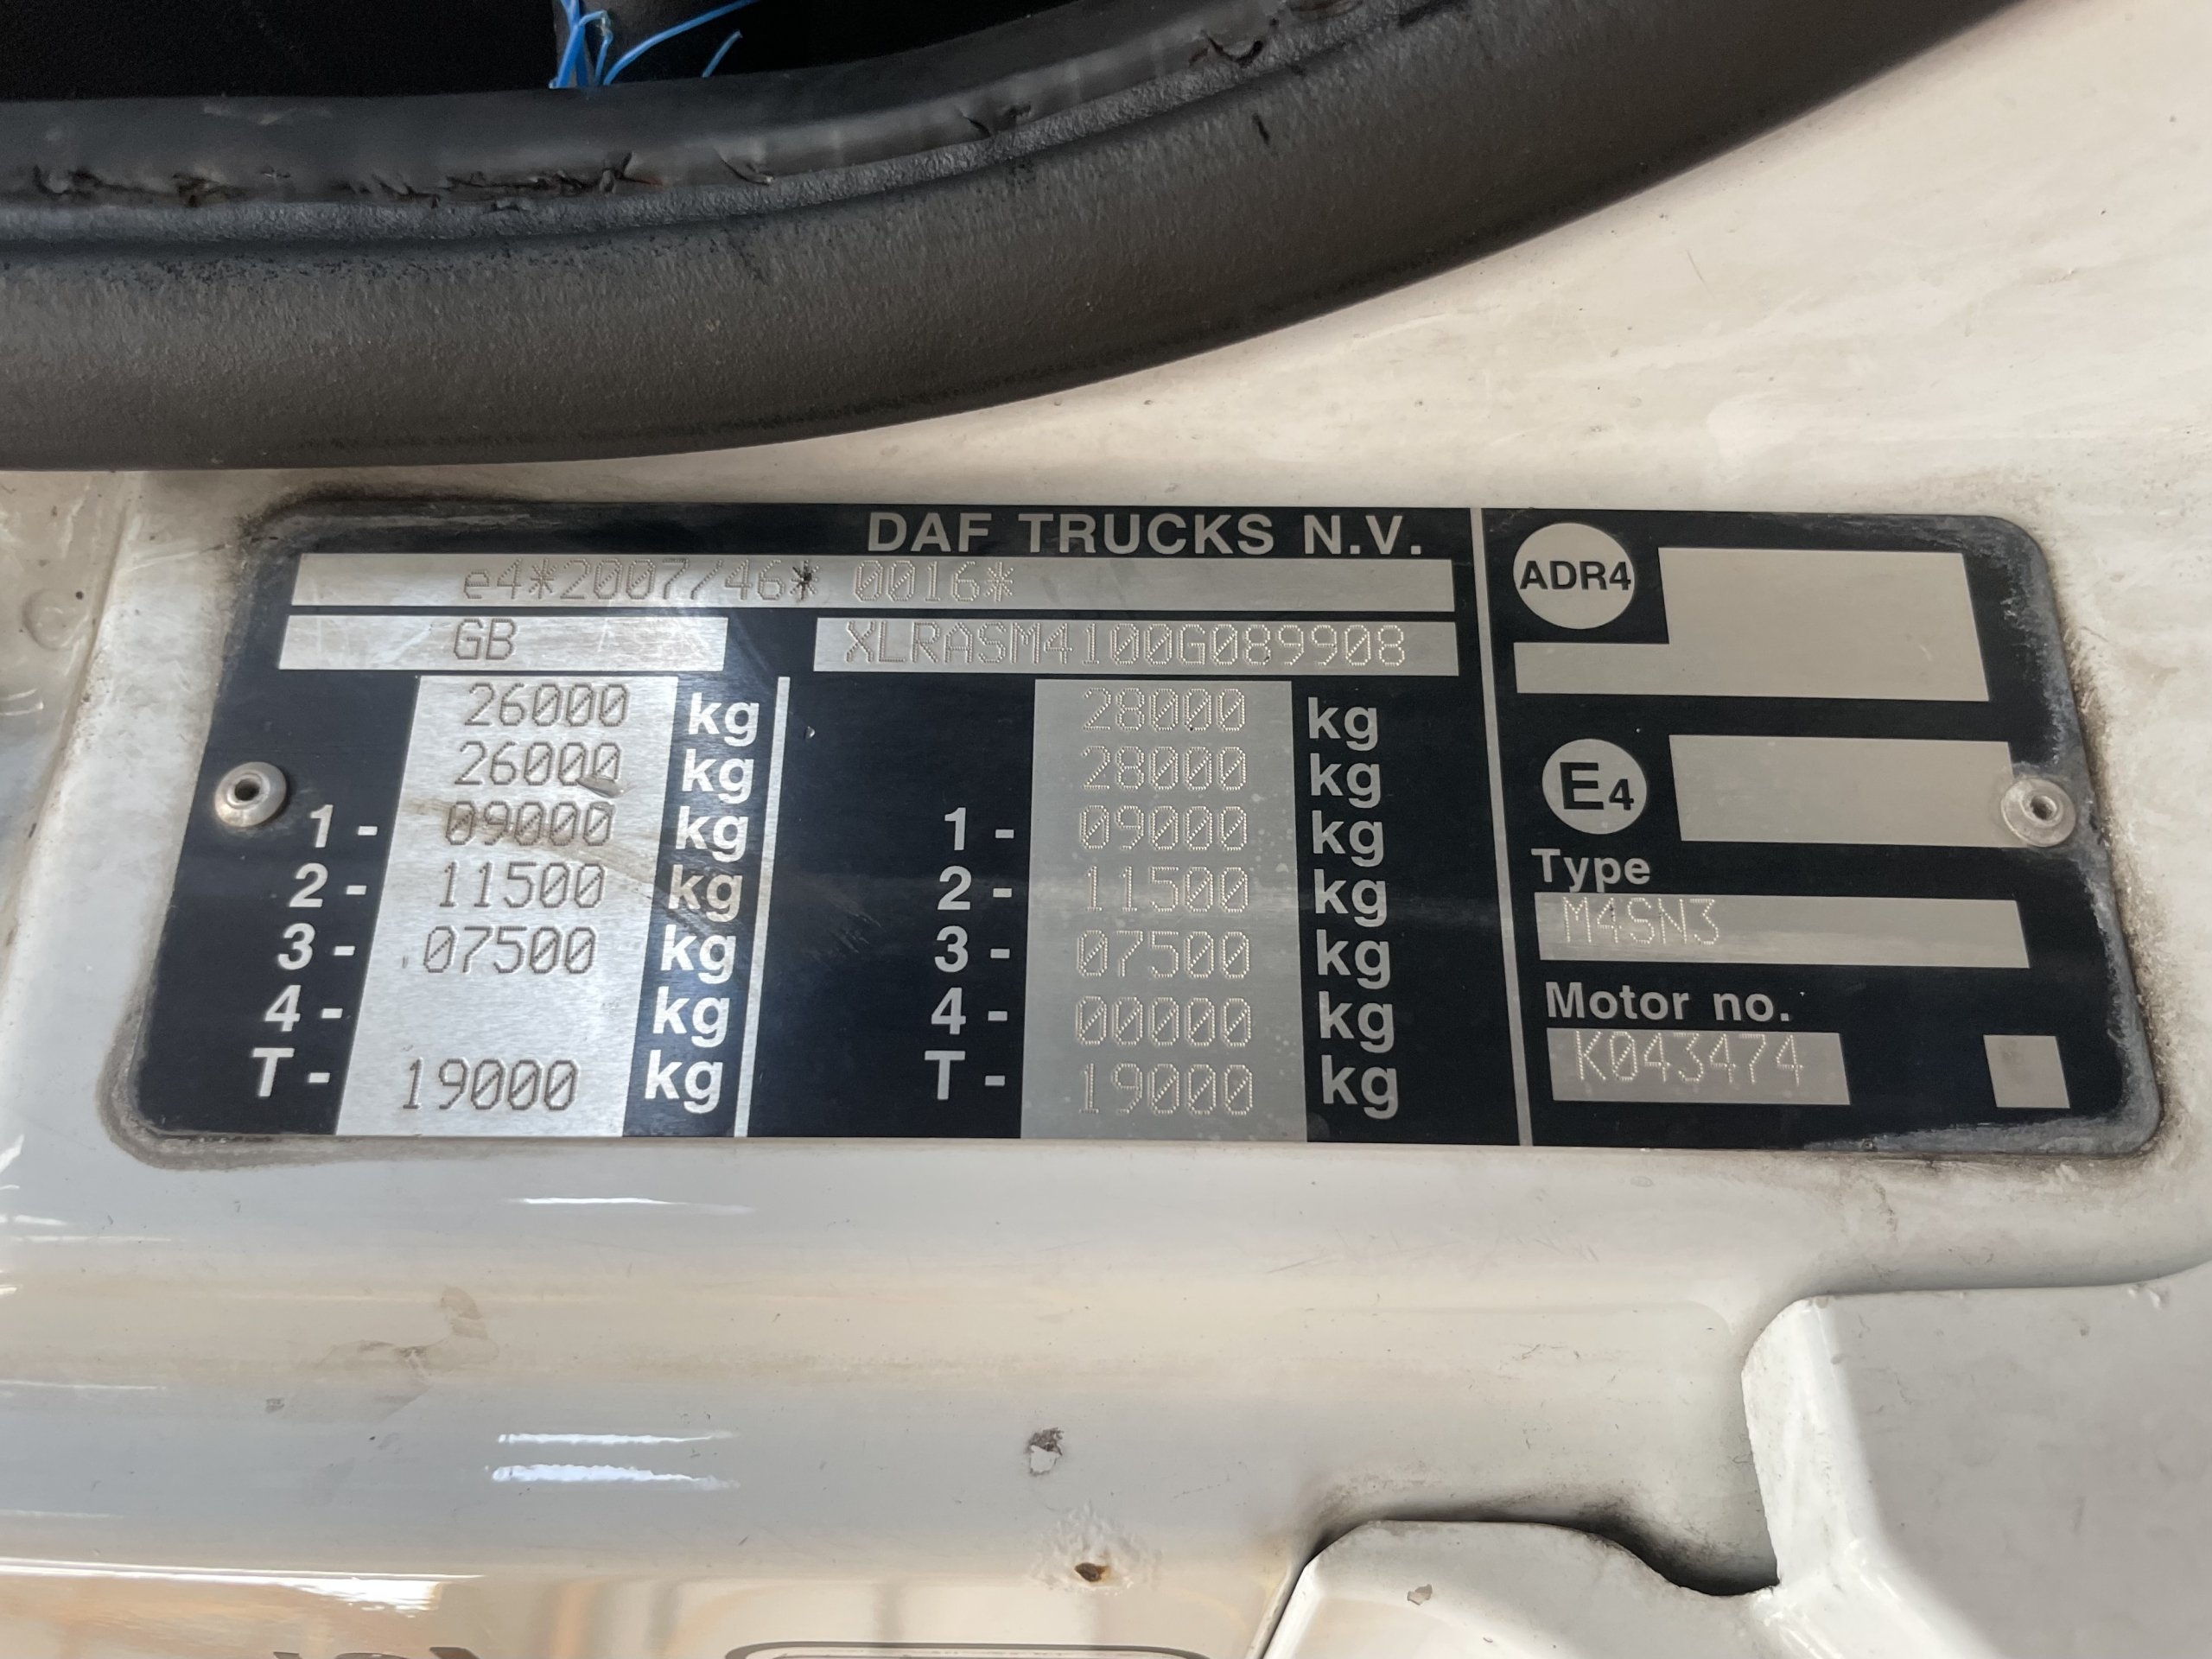 DAF TRUCKS N.V.
e4*2007/46* 0016*
GB XLRASM4100G089908
26000 kg 28000 kg
26000 kg 28000 kg
1 - 09000 kg 1 - 09000 kg
2 - 11500 kg 2 - 11500 kg
3 - 07500 kg 3 - 07500 kg
4 - kg 4 - 00000 kg
T - 19000 kg T - 19000 kg
ADR4
E4
Type
M4SN3
Motor no.
K043474